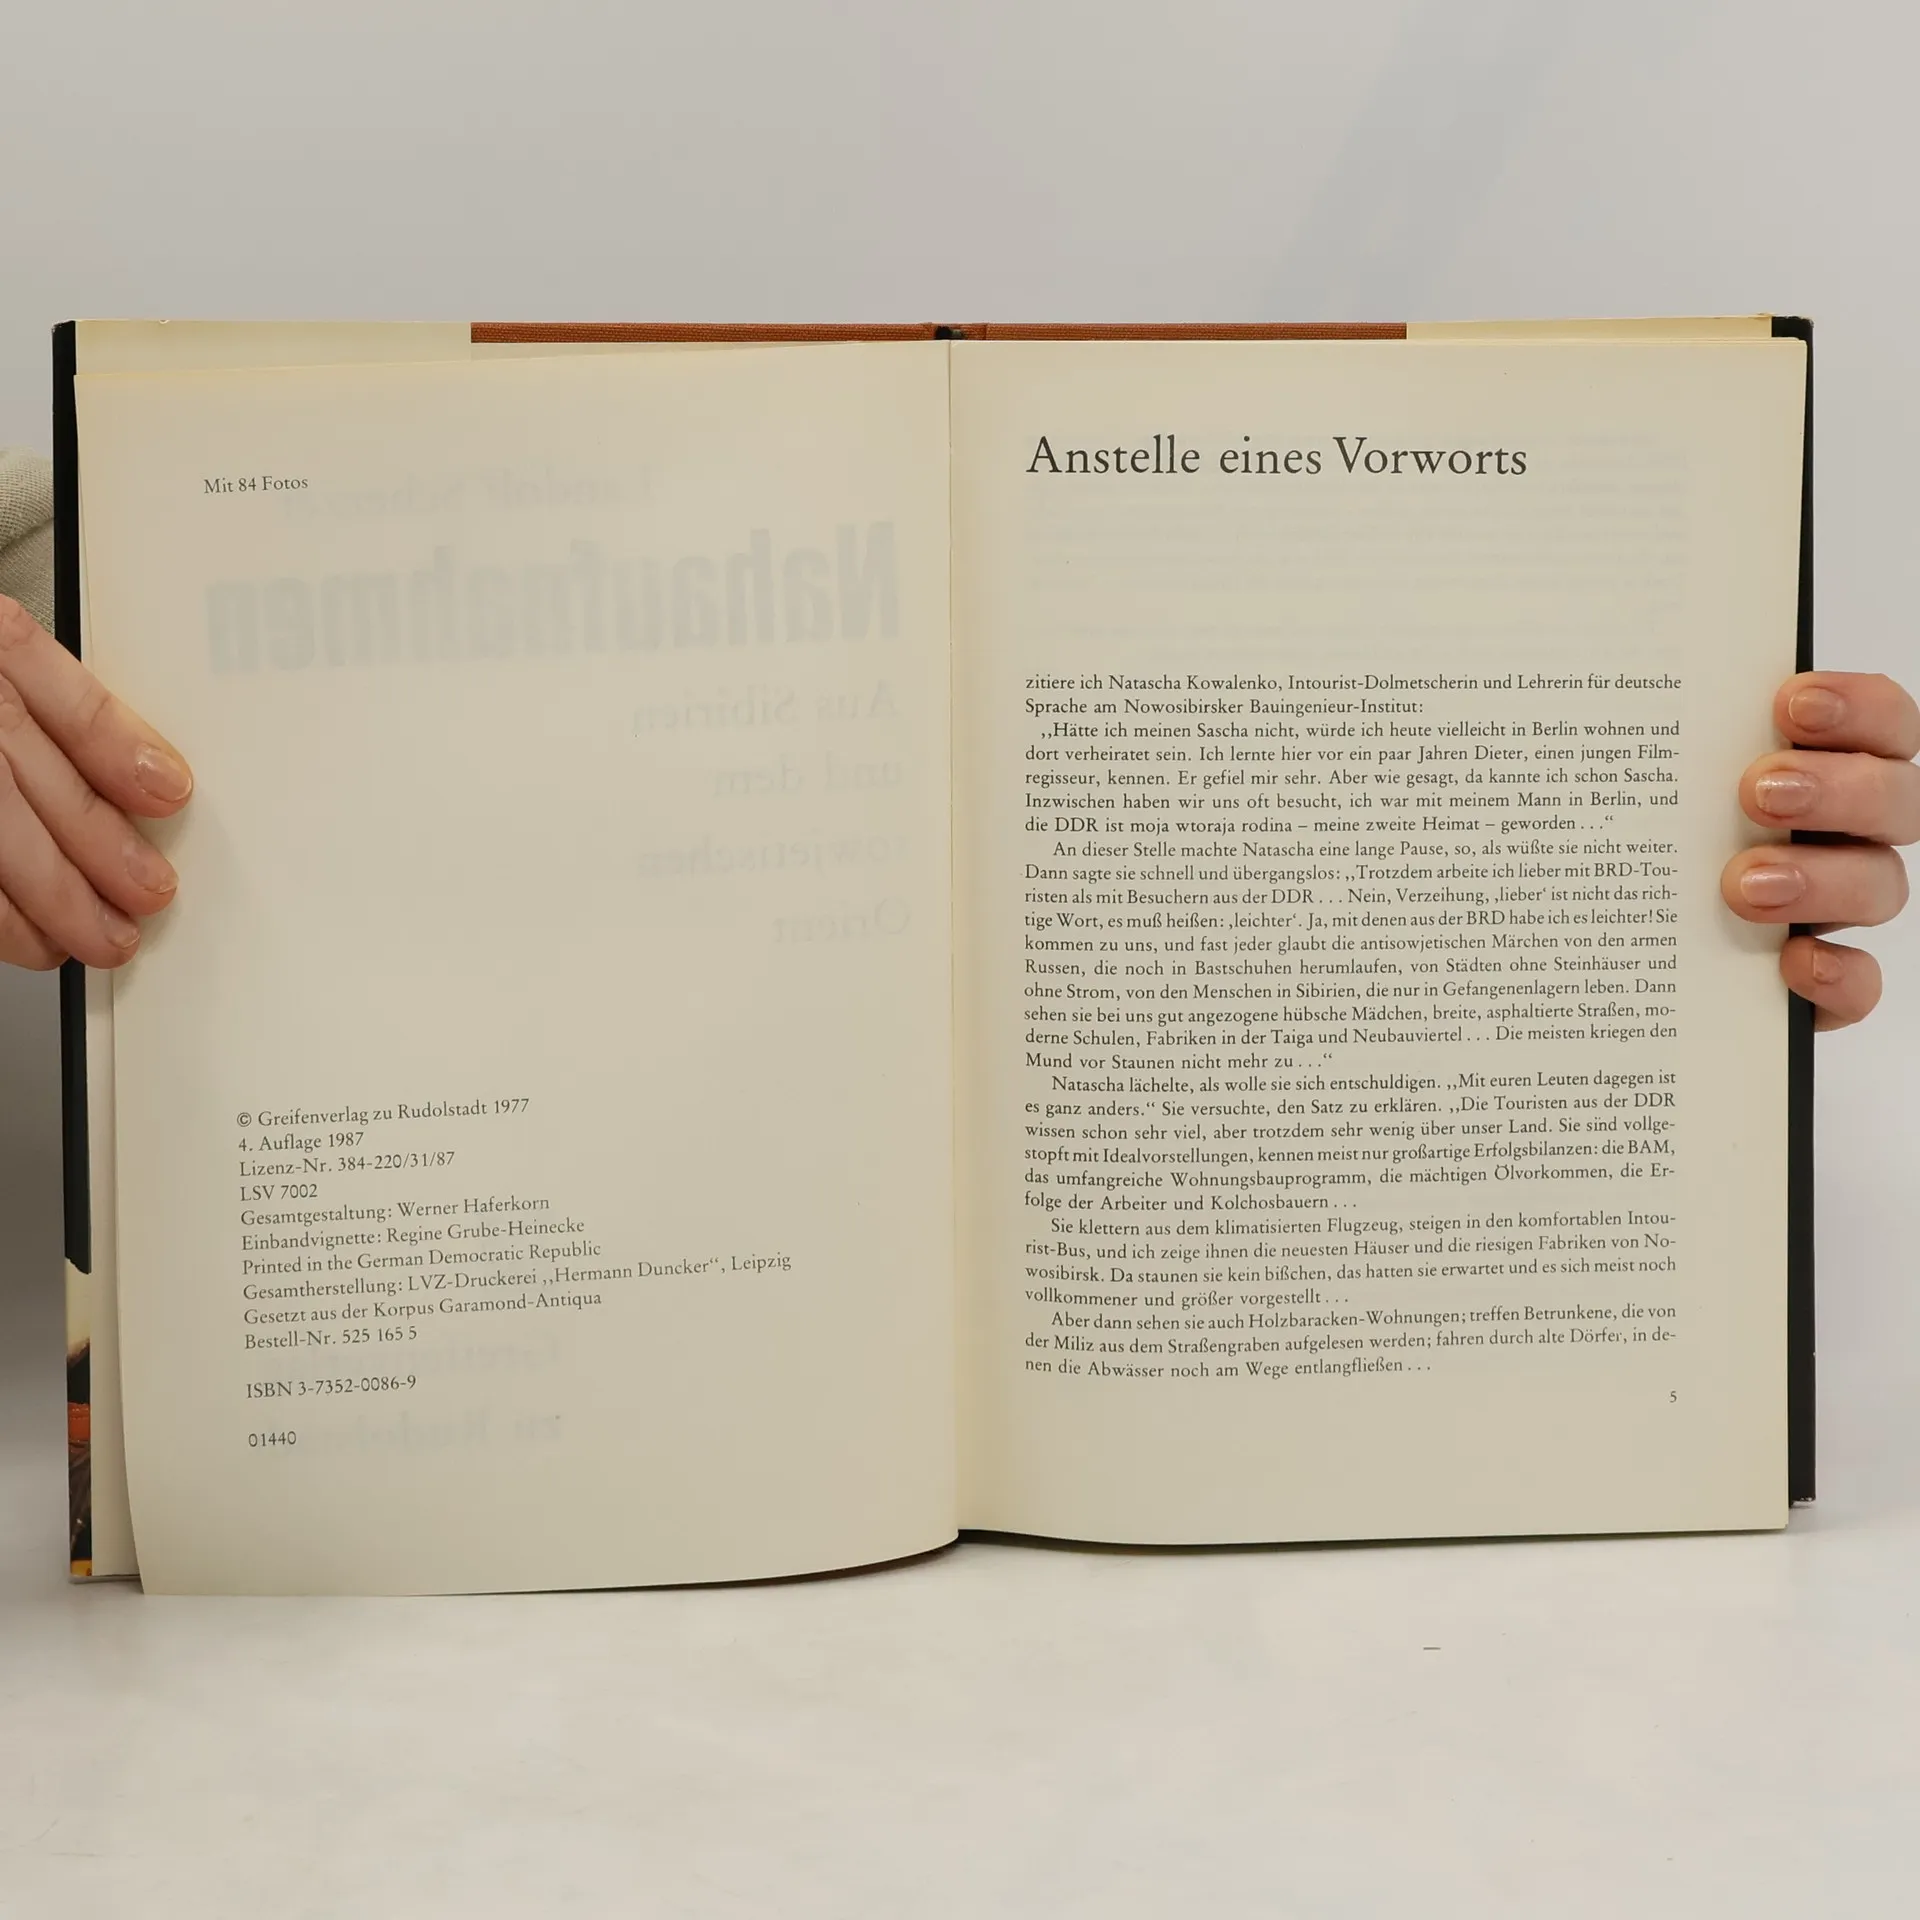 Mit 84 Fotos
Nahaufnahmen
Aus Sibirien
und dem
sowjetischen
Orient
© Greifenverlag zu Rudolstadt 1977
4. Auflage 1987
Lizenz-Nr. 384-220/31/87
LSV 7002
Gesamtgestaltung: Werner Haferkorn
Einbandvignette: Regine Grube-Heinecke
Printed in the German Democratic Republic
Gesamtherstellung: LVZ-Druckerei ,,Hermann Duncker“, Leipzig
Gesetzt aus der Korpus Garamond-Antiqua
Bestell-Nr. 525 165 5
ISBN 3-7352-0086-9
01440
Anstelle eines Vorworts
zitiere ich Natascha Kowalenko, Intourist-Dolmetscherin und Lehrerin für deutsche
Sprache am Nowosibirsker Bauingenieur-Institut:
,,Hätte ich meinen Sascha nicht, würde ich heute vielleicht in Berlin wohnen und
dort verheiratet sein. Ich lernte hier vor ein paar Jahren Dieter, einen jungen Film-
regisseur, kennen. Er gefiel mir sehr. Aber wie gesagt, da kannte ich schon Sascha.
Inzwischen haben wir uns oft besucht, ich war mit meinem Mann in Berlin, und
die DDR ist moja wtoraja rodina – meine zweite Heimat – geworden . . .“
An dieser Stelle machte Natascha eine lange Pause, so, als wüßte sie nicht weiter.
Dann sagte sie schnell und übergangslos: ,,Trotzdem arbeite ich lieber mit BRD-Tou-
risten als mit Besuchern aus der DDR . . . Nein, Verzeihung, ‚lieber‘ ist nicht das rich-
tige Wort, es muß heißen: ‚leichter‘. Ja, mit denen aus der BRD habe ich es leichter! Sie
kommen zu uns, und fast jeder glaubt die antisowjetischen Märchen von den armen
Russen, die noch in Bastschuhen herumlaufen, von Städten ohne Steinhäuser und
ohne Strom, von den Menschen in Sibirien, die nur in Gefangenenlagern leben. Dann
sehen sie bei uns gut angezogene hübsche Mädchen, breite, asphaltierte Straßen, mo-
derne Schulen, Fabriken in der Taiga und Neubauviertel . . . Die meisten kriegen den
Mund vor Staunen nicht mehr zu . . .“
Natascha lächelte, als wolle sie sich entschuldigen. ,,Mit euren Leuten dagegen ist
es ganz anders.“ Sie versuchte, den Satz zu erklären. ,,Die Touristen aus der DDR
wissen schon sehr viel, aber trotzdem sehr wenig über unser Land. Sie sind vollge-
stopft mit Idealvorstellungen, kennen meist nur großartige Erfolgsbilanzen: die BAM,
das umfangreiche Wohnungsbauprogramm, die mächtigen Ölvorkommen, die Er-
folge der Arbeiter und Kolchosbauern . . .
Sie klettern aus dem klimatisierten Flugzeug, steigen in den komfortablen Intou-
rist-Bus, und ich zeige ihnen die neuesten Häuser und die riesigen Fabriken von No-
wosibirsk. Da staunen sie kein bißchen, das hatten sie erwartet und es sich meist noch
vollkommener und größer vorgestellt . . .
Aber dann sehen sie auch Holzbaracken-Wohnungen; treffen Betrunkene, die von
der Miliz aus dem Straßengraben aufgelesen werden; fahren durch alte Dörfer, in de-
nen die Abwässer noch am Wege entlangfließen . . .
5